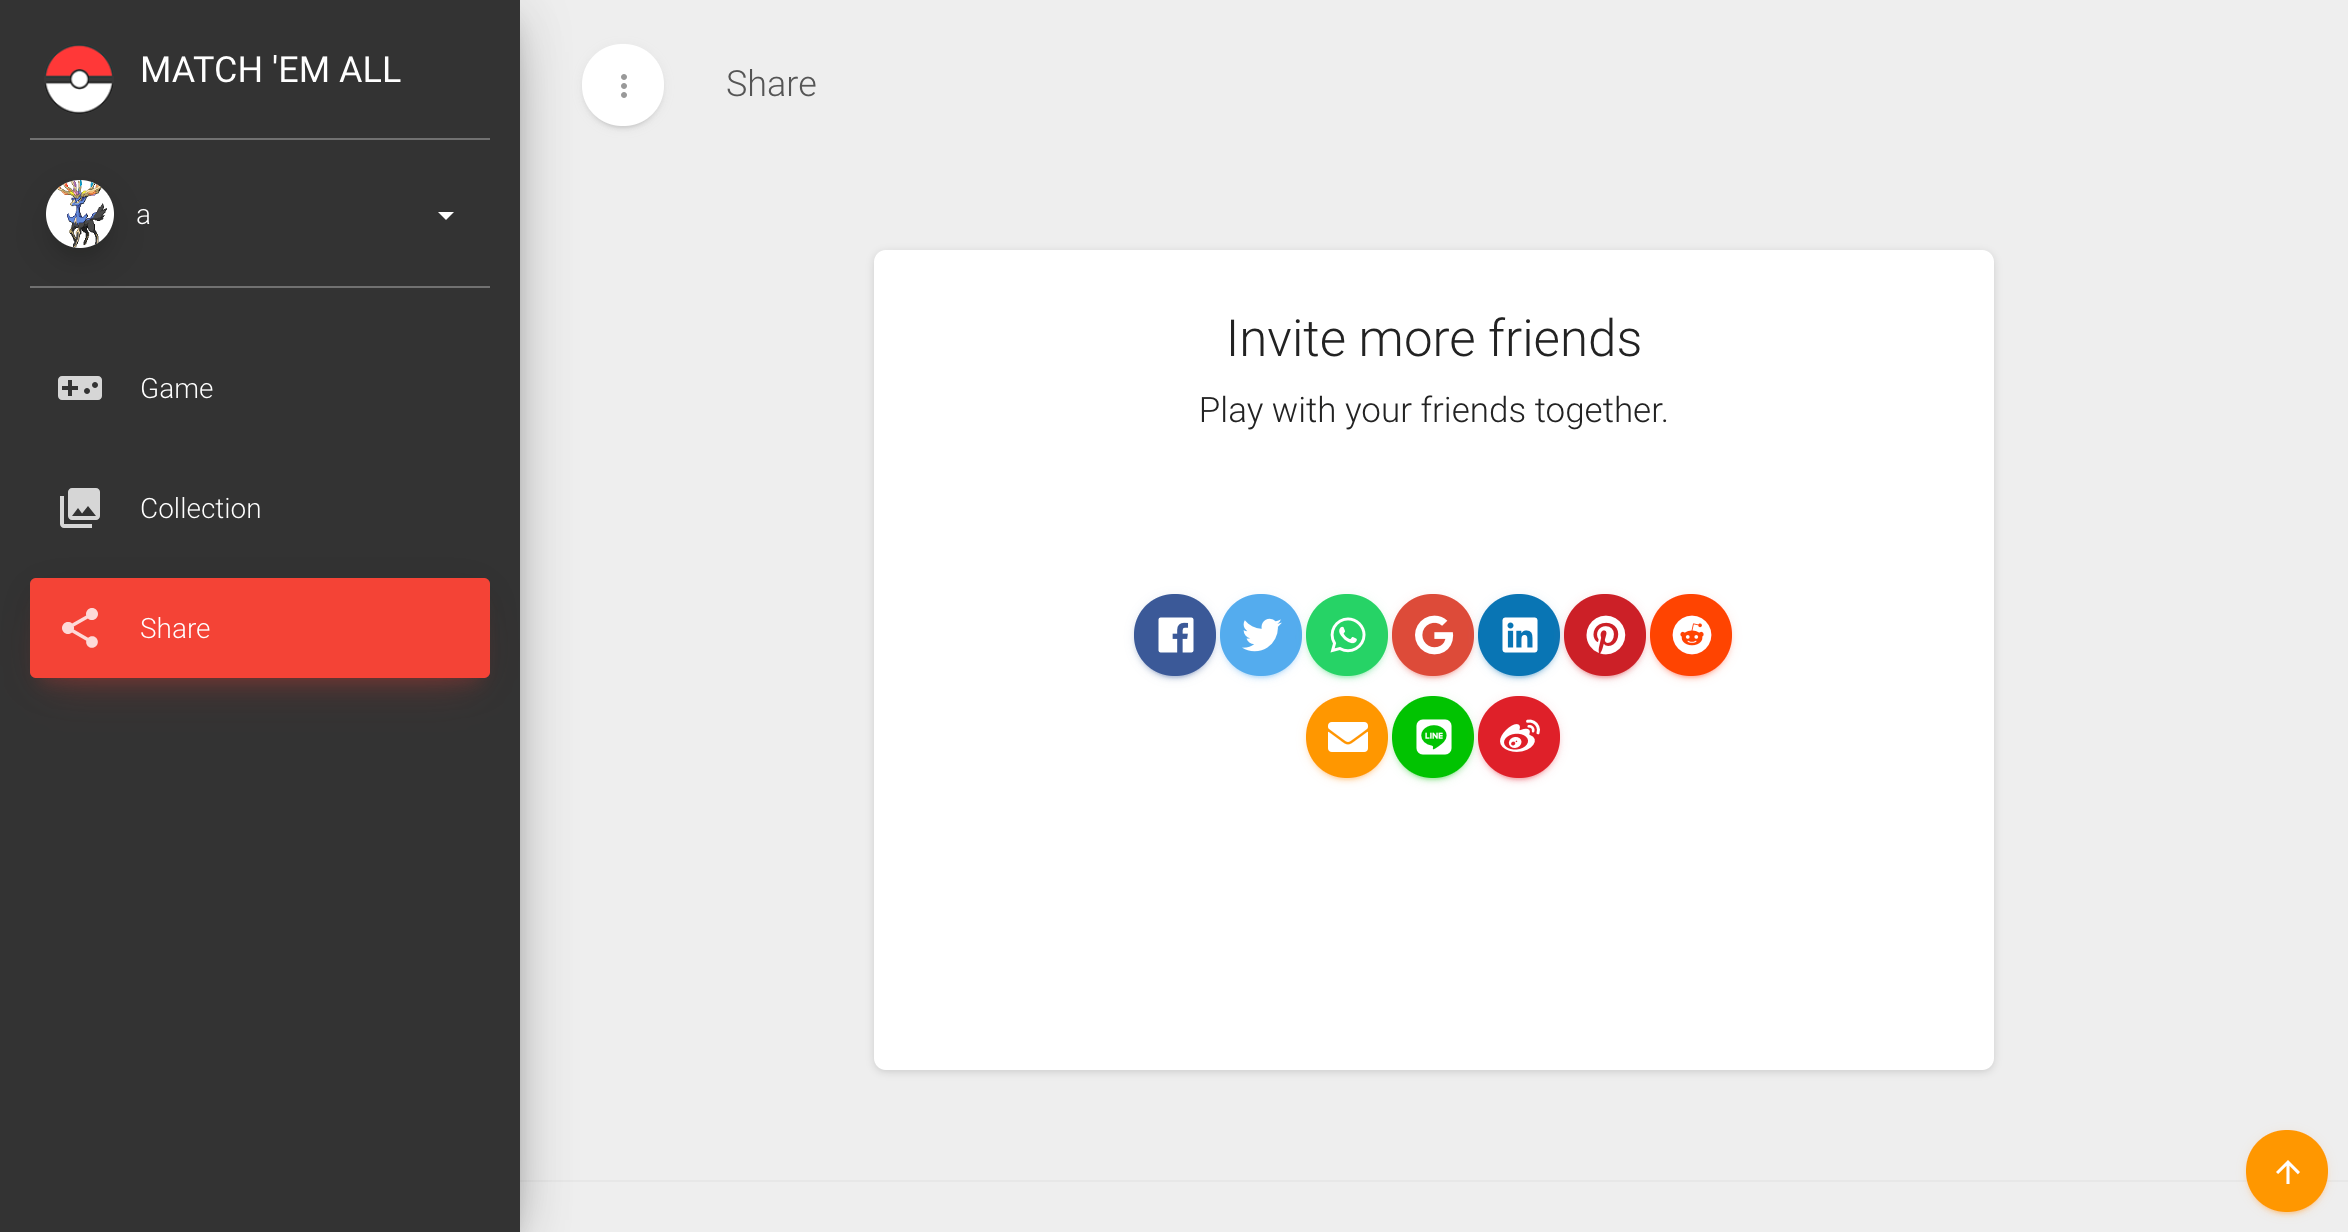 MATCH 'EM ALL
a
Game
Collection
Share
Share
Invite more friends
Play with your friends together.
LINE